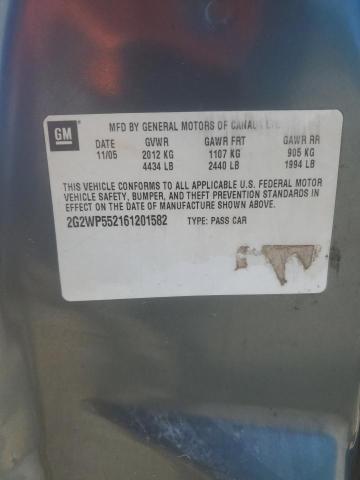 GM
MFD BY GENERAL MOTORS OF CANADA LTD
DATE GVWR GAWR FRT GAWR RR
11/05 2012 KG 1107 KG 905 KG
4434 LB 2440 LB 1994 LB
THIS VEHICLE CONFORMS TO ALL APPLICABLE U.S. FEDERAL MOTOR
VEHICLE SAFETY, BUMPER, AND THEFT PREVENTION STANDARDS IN
EFFECT ON THE DATE OF MANUFACTURE SHOWN ABOVE.
2G2WP552161201582 TYPE: PASS CAR